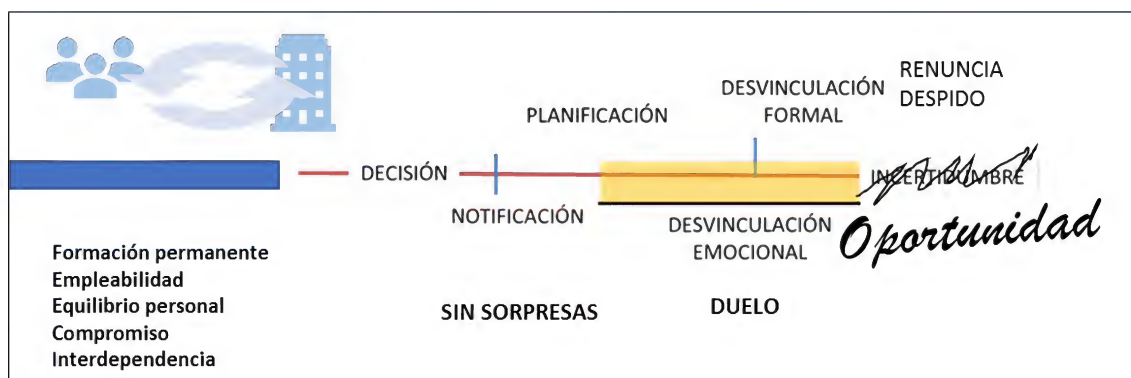 RENUNCIA
DESPIDO
DESVINCULACIÓN
FORMAL
PLANIFICACIÓN
DECISIÓN
INCERTIDUMBRE
NOTIFICACIÓN
DESVINCULACIÓN
EMOCIONAL
Oportunidad
Formación permanente
Empleabilidad
Equilibrio personal
Compromiso
Interdependencia
SIN SORPRESAS
DUELO